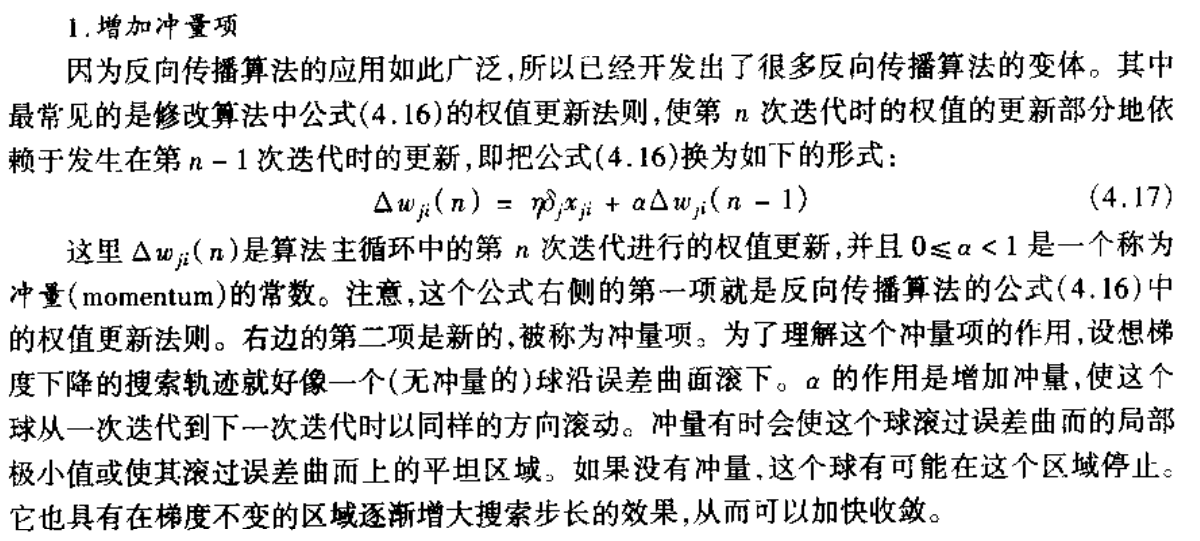 1.增加冲量项
因为反向传播算法的应用如此广泛,所以已经开发出了很多反向传播算法的变体。其中
最常见的是修改算法中公式(4.16)的权值更新法则,使第 n 次迭代时的权值的更新部分地依
赖于发生在第 n - 1 次迭代时的更新,即把公式(4.16)换为如下的形式:
Δw_ji(n) = ηδ_j x_ji + αΔw_ji(n - 1) (4.17)
这里 Δw_ji(n)是算法主循环中的第 n 次迭代进行的权值更新,并且 0≤α<1 是一个称为
冲量(momentum)的常数。注意,这个公式右侧的第一项就是反向传播算法的公式(4.16)中
的权值更新法则。右边的第二项是新的,被称为冲量项。为了理解这个冲量项的作用,设想梯
度下降的搜索轨迹就好像一个(无冲量的)球沿误差曲面滚下。α 的作用是增加冲量,使这个
球从一次迭代到下一次迭代时以同样的方向滚动。冲量有时会使这个球滚过误差曲面的局部
极小值或使其滚过误差曲面上的平坦区域。如果没有冲量,这个球有可能在这个区域停止。
它也具有在梯度不变的区域逐渐增大搜索步长的效果,从而可以加快收敛。